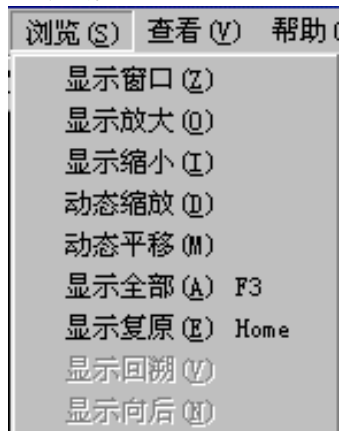 浏览(S) 查看(V) 帮助(
显示窗口(Z)
显示放大(O)
显示缩小(I)
动态缩放(D)
动态平移(M)
显示全部(A) F3
显示复原(E) Home
显示回溯(V)
显示向后(N)